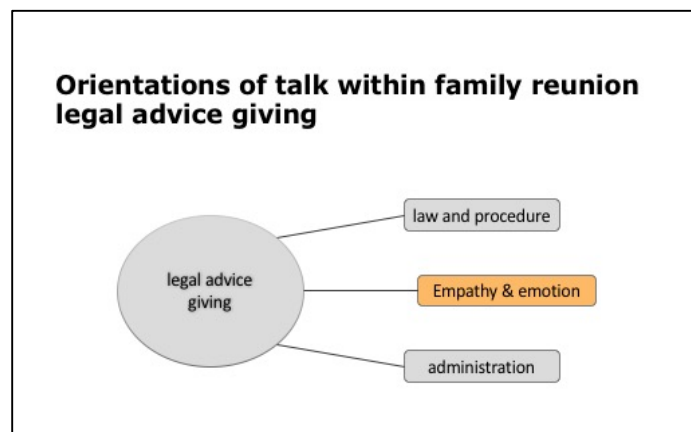 Orientations of talk within family reunion
legal advice giving
law and procedure
legal advice
giving
Empathy & emotion
administration